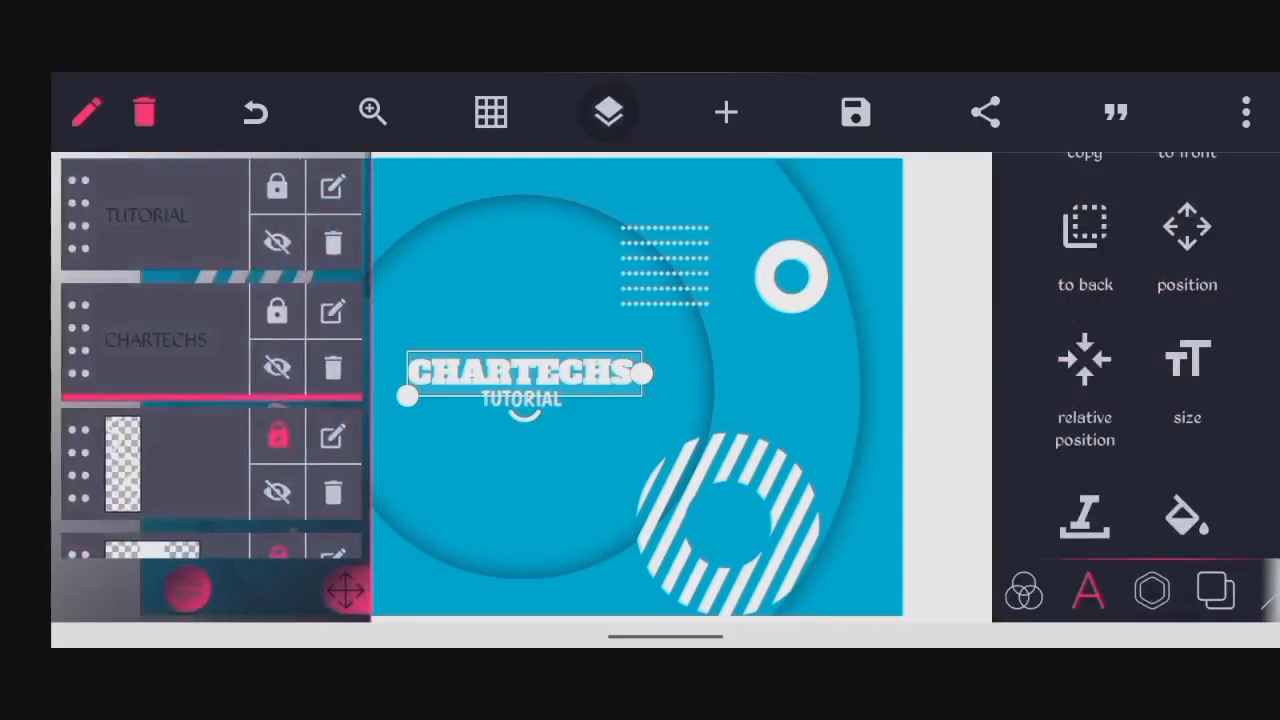 TUTORIAL
CHARTECHS
CHARTECHS
TUTORIAL
copy
to front
to back
position
relative
position
size